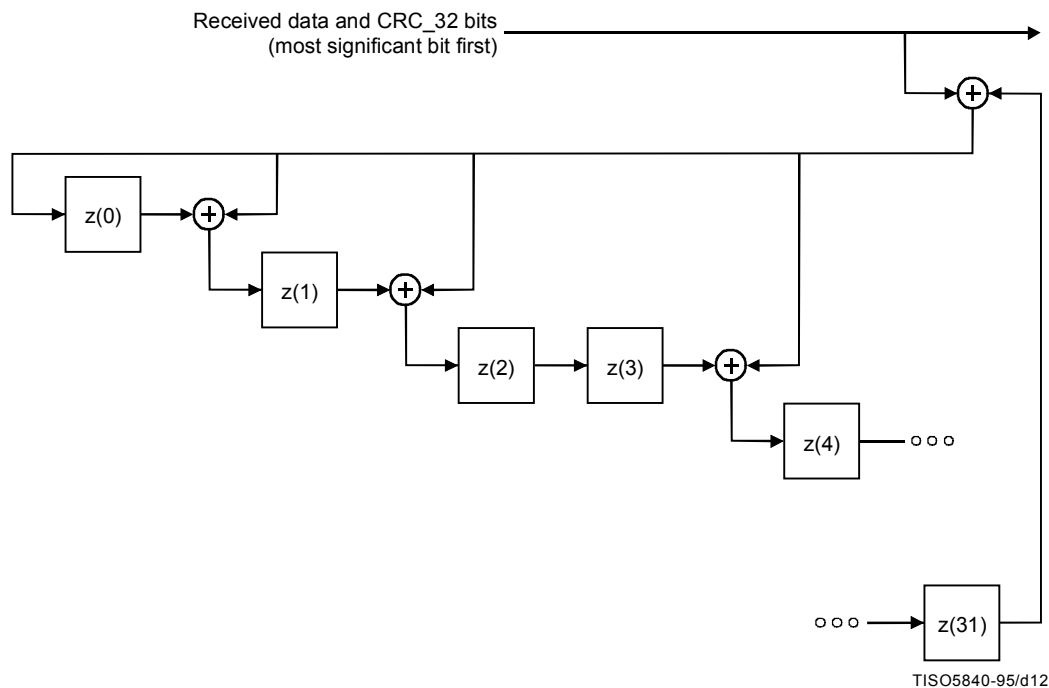 Received data and CRC_32 bits
(most significant bit first)
z(0)
z(1)
z(2)
z(3)
z(4)
z(31)
TISO5840-95/d12